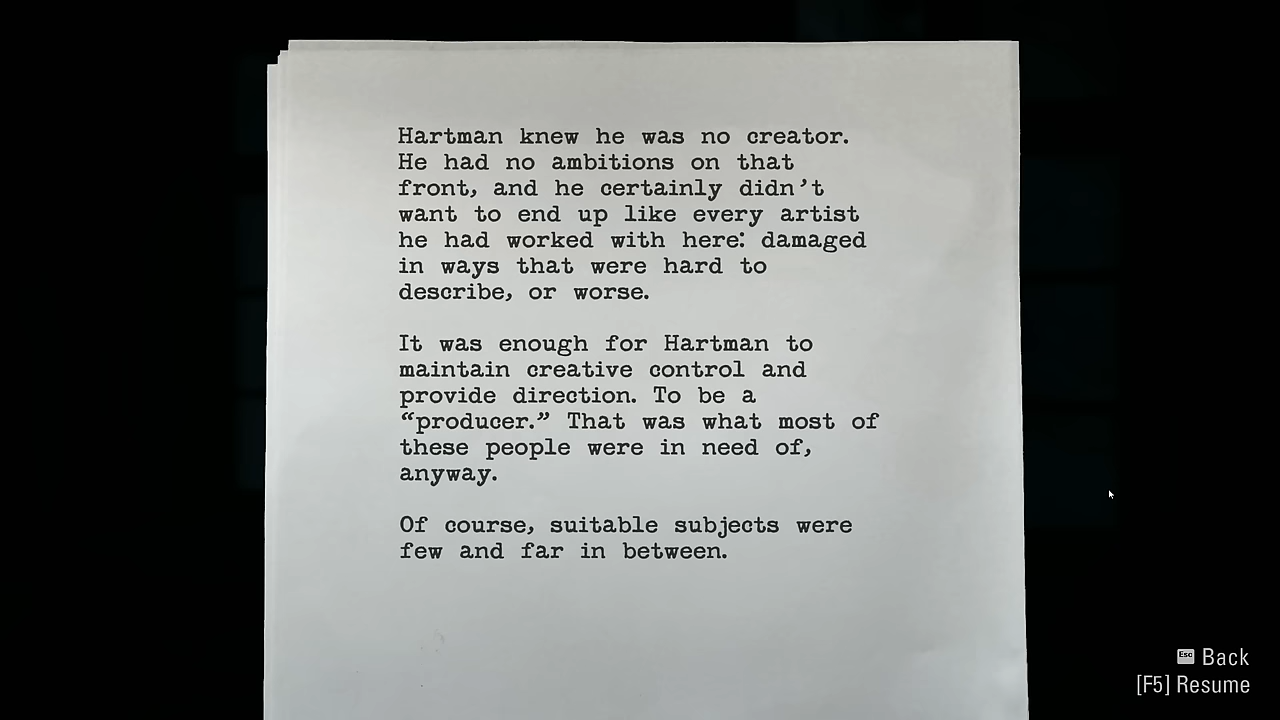 Hartman knew he was no creator.
He had no ambitions on that
front, and he certainly didn’t
want to end up like every artist
he had worked with here: damaged
in ways that were hard to
describe, or worse.
It was enough for Hartman to
maintain creative control and
provide direction. To be a
“producer.” That was what most of
these people were in need of,
anyway.
Of course, suitable subjects were
few and far in between.
Esc Back
[F5] Resume